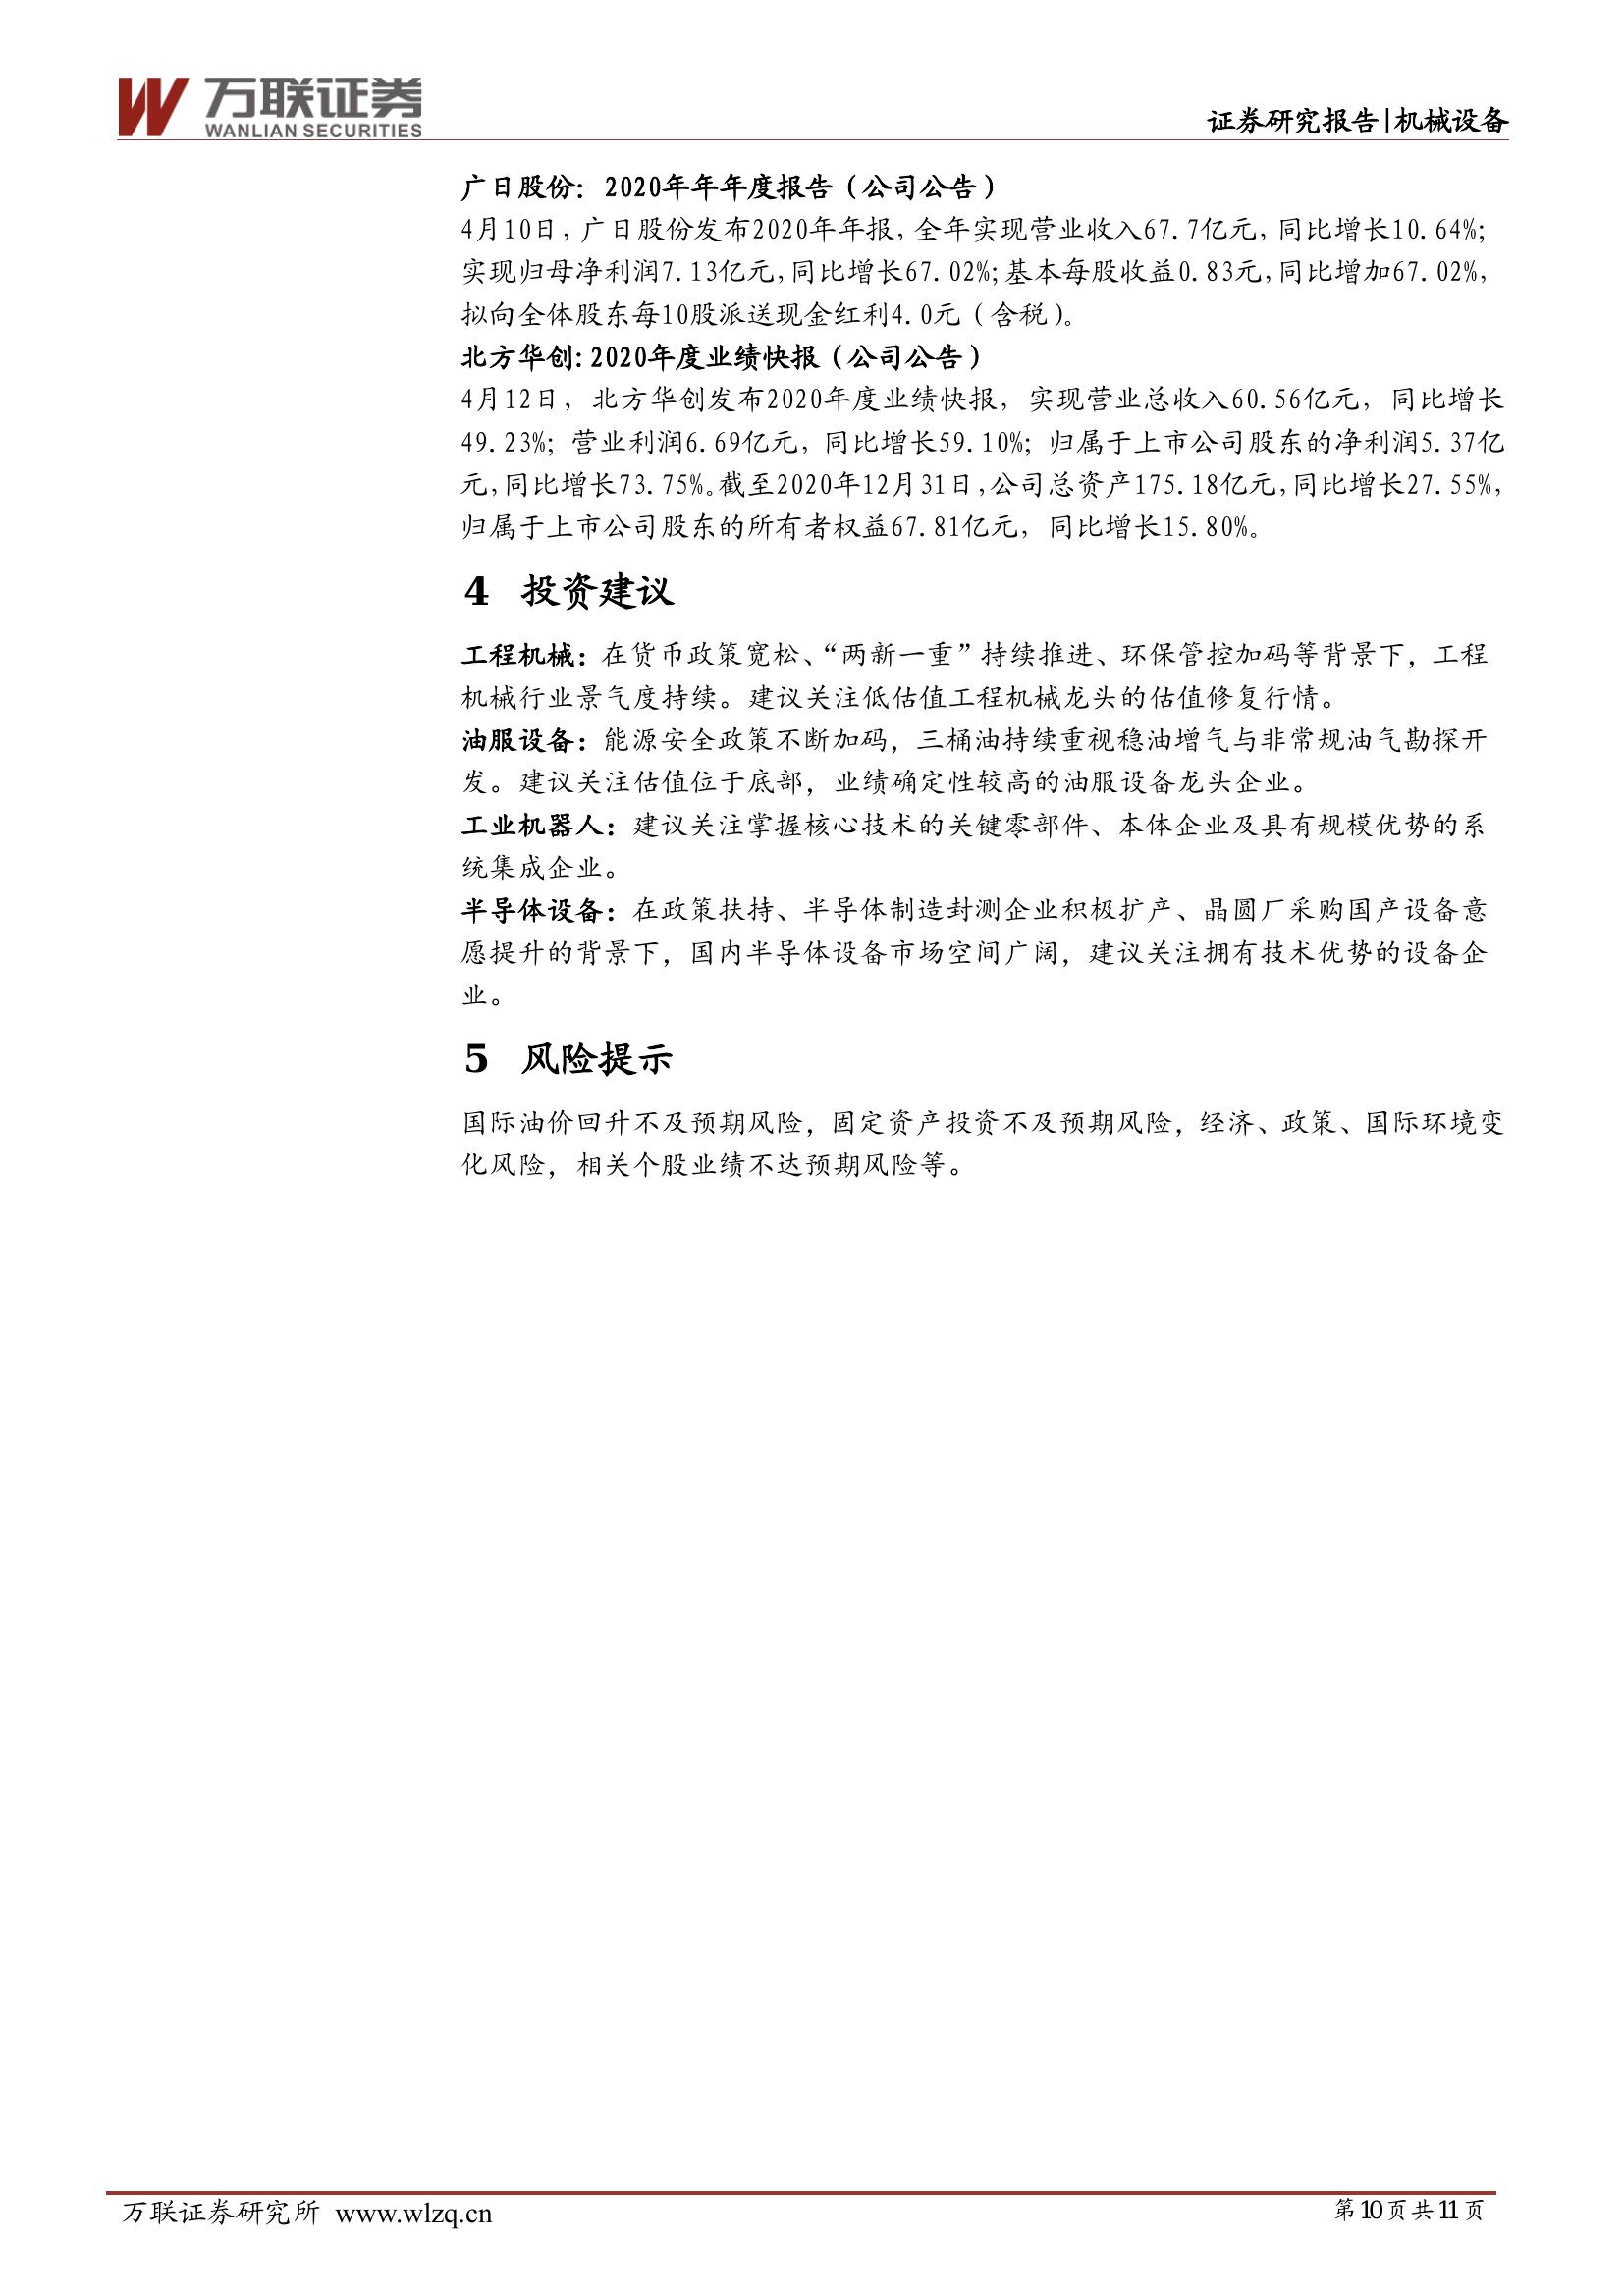 万联证券
WANLIAN SECURITIES
证券研究报告|机械设备
广日股份：2020年年年度报告（公司公告）
4月10日，广日股份发布2020年年报，全年实现营业收入67.7亿元，同比增长10.64%；
实现归母净利润7.13亿元，同比增长67.02%；基本每股收益0.83元，同比增加67.02%，
拟向全体股东每10股派送现金红利4.0元（含税）。
北方华创：2020年度业绩快报（公司公告）
4月12日，北方华创发布2020年度业绩快报，实现营业总收入60.56亿元，同比增长
49.23%；营业利润6.69亿元，同比增长59.10%；归属于上市公司股东的净利润5.37亿
元，同比增长73.75%。截至2020年12月31日，公司总资产175.18亿元，同比增长27.55%，
归属于上市公司股东的所有者权益67.81亿元，同比增长15.80%。
4 投资建议
工程机械：在货币政策宽松、“两新一重”持续推进、环保管控加码等背景下，工程
机械行业景气度持续。建议关注低估值工程机械龙头的估值修复行情。
油服设备：能源安全政策不断加码，三桶油持续重视稳油增气与非常规油气勘探开
发。建议关注估值位于底部，业绩确定性较高的油服设备龙头企业。
工业机器人：建议关注掌握核心技术的关键零部件、本体企业及具有规模优势的系
统集成企业。
半导体设备：在政策扶持、半导体制造封测企业积极扩产、晶圆厂采购国产设备意
愿提升的背景下，国内半导体设备市场空间广阔，建议关注拥有技术优势的设备企
业。
5 风险提示
国际油价回升不及预期风险，固定资产投资不及预期风险，经济、政策、国际环境变
化风险，相关个股业绩不达预期风险等。
万联证券研究所 www.wlzq.cn
第10页共11页